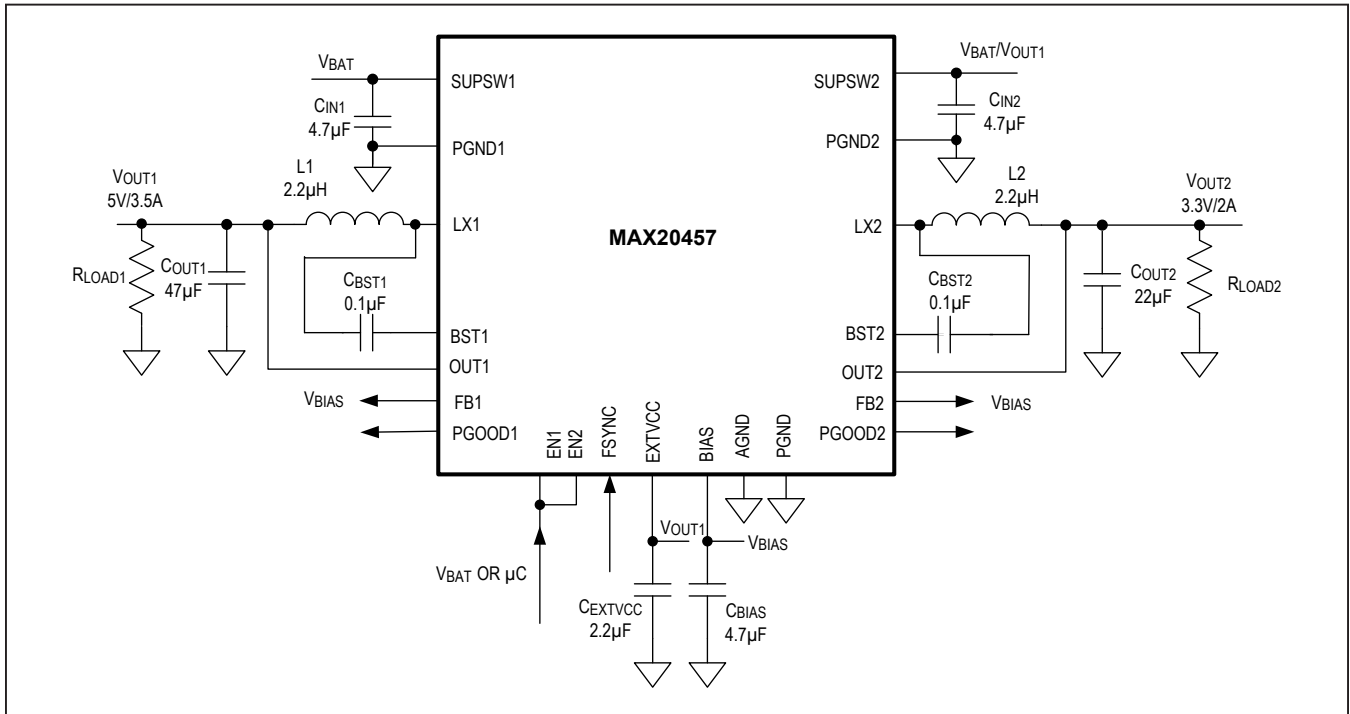 VBAT
SUPSW1
CIN1
4.7µF
PGND1
L1
2.2µH
VOUT1
5V/3.5A
LX1
RLOAD1
COUT1
47µF
CBST1
0.1µF
BST1
OUT1
VBIAS
FB1
PGOOD1
MAX20457
VBAT/VOUT1
SUPSW2
CIN2
4.7µF
PGND2
L2
2.2µH
VOUT2
3.3V/2A
LX2
CBST2
0.1µF
COUT2
22µF
RLOAD2
BST2
OUT2
FB2
VBIAS
PGOOD2
EN1
EN2
FSYNC
EXTVCC
BIAS
AGND
PGND
VOUT1
VBIAS
VBAT OR µC
CEXTVCC
2.2µF
CBIAS
4.7µF